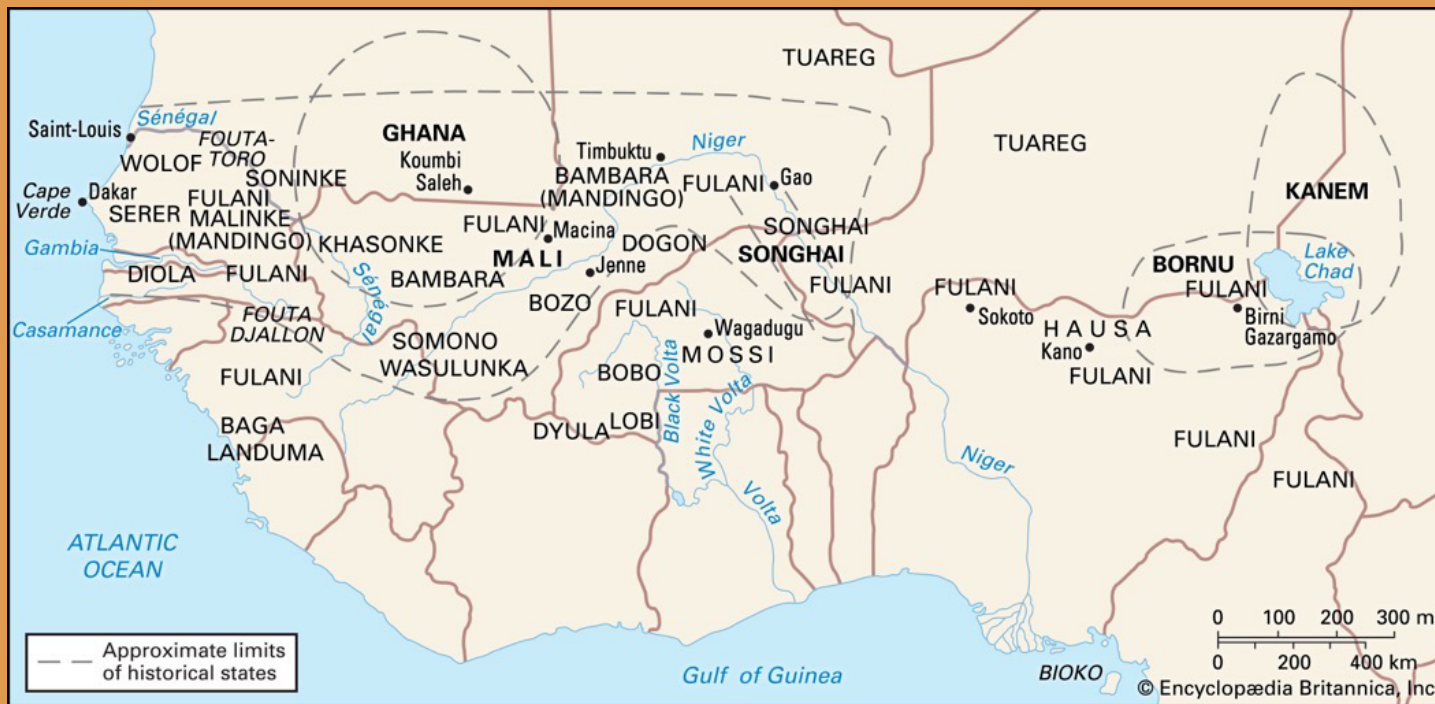 TUAREG
Sénégal
Saint-Louis
FOUTA-
TORO
GHANA
Niger
WOLOF
Koumbi
Saleh
Timbuktu
TUAREG
SONINKE
BAMBARA
(MANDINGO)
FULANI
Gao
KANEM
Cape
Verde
Dakar
SERER
FULANI
MALINKE
(MANDINGO)
FULANI
Macina
SONGHAI
Gambia
KHASONKE
MALI
DOGON
SONGHAI
BORNU
Lake
Chad
DIOLA
FULANI
Sénégal
BAMBARA
Jenne
FULANI
FULANI
FULANI
Casamance
FOUTA
DJALLON
BOZO
FULANI
Sokoto
Birni
Gazargamo
SOMONO
WASULUNKA
Wagadugu
MOSSI
HAUSA
Kano
FULANI
BOBO
Black Volta
White Volta
FULANI
BAGA
LANDUMA
DYULA
LOBI
FULANI
Niger
Volta
FULANI
ATLANTIC
OCEAN
Approximate limits
of historical states
Gulf of Guinea
BIOKO
0 100 200 300 m
0 200 400 km
© Encyclopædia Britannica, Inc